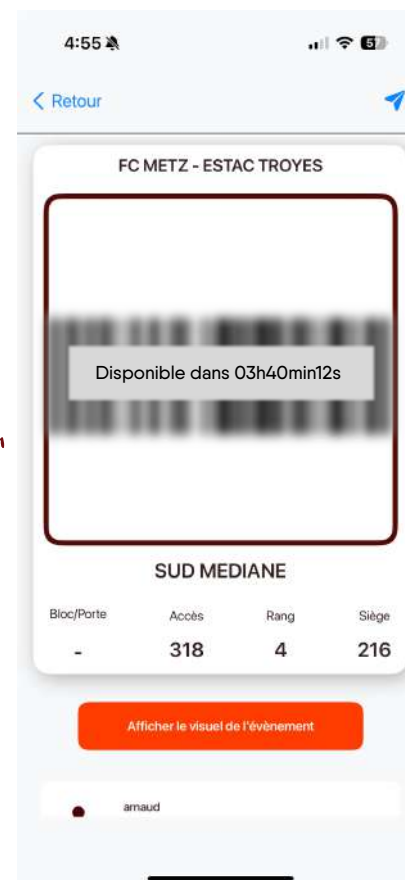 4:55
57
Retour
FC METZ - ESTAC TROYES
Disponible dans 03h40min12s
SUD MEDIANE
Bloc/Porte Accès Rang Siège
- 318 4 216
Afficher le visuel de l'évènement
arnaud